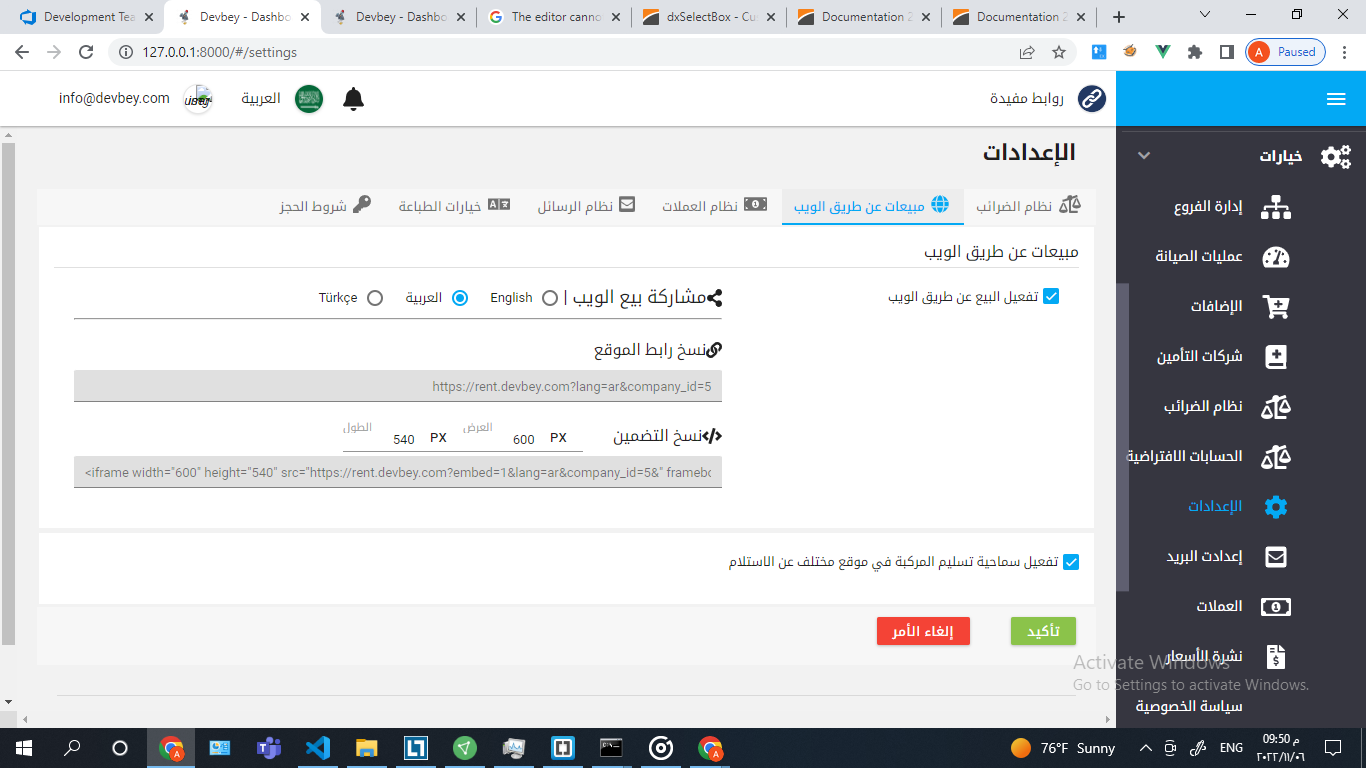 Development Tea
Devbey - Dashbo
Devbey - Dashbo
The editor canno
dxSelectBox - Cu
Documentation 2
Documentation 2
127.0.0.1:8000/#/settings
A Paused
info@devbey.com
العربية
روابط مفيدة
خيارات
إدارة الفروع
عمليات الصيانة
الإضافات
شركات التأمين
نظام الضرائب
الحسابات الافتراضية
الإعدادات
إعدادت البريد
العملات
نشرة الأسعار
سياسة الخصوصية
الإعدادات
نظام الضرائب
مبيعات عن طريق الويب
نظام العملات
نظام الرسائل
خيارات الطباعة
شروط الحجز
مبيعات عن طريق الويب
تفعيل البيع عن طريق الويب
مشاركة بيع الويب | English العربية Türkçe
نسخ رابط الموقع
https://rent.devbey.com?lang=ar&company_id=5
نسخ التضمين
العرض
600 PX
الطول
540 PX
<iframe width="600" height="540" src="https://rent.devbey.com?embed=1&lang=ar&company_id=5&" framebo
تفعيل سماحية تسليم المركبة في موقع مختلف عن الاستلام
تأكيد
إلغاء الأمر
Activate Windows
Go to Settings to activate Windows.
76°F Sunny
ENG
09:50 م
٢٠٢٢/١١/٠٦